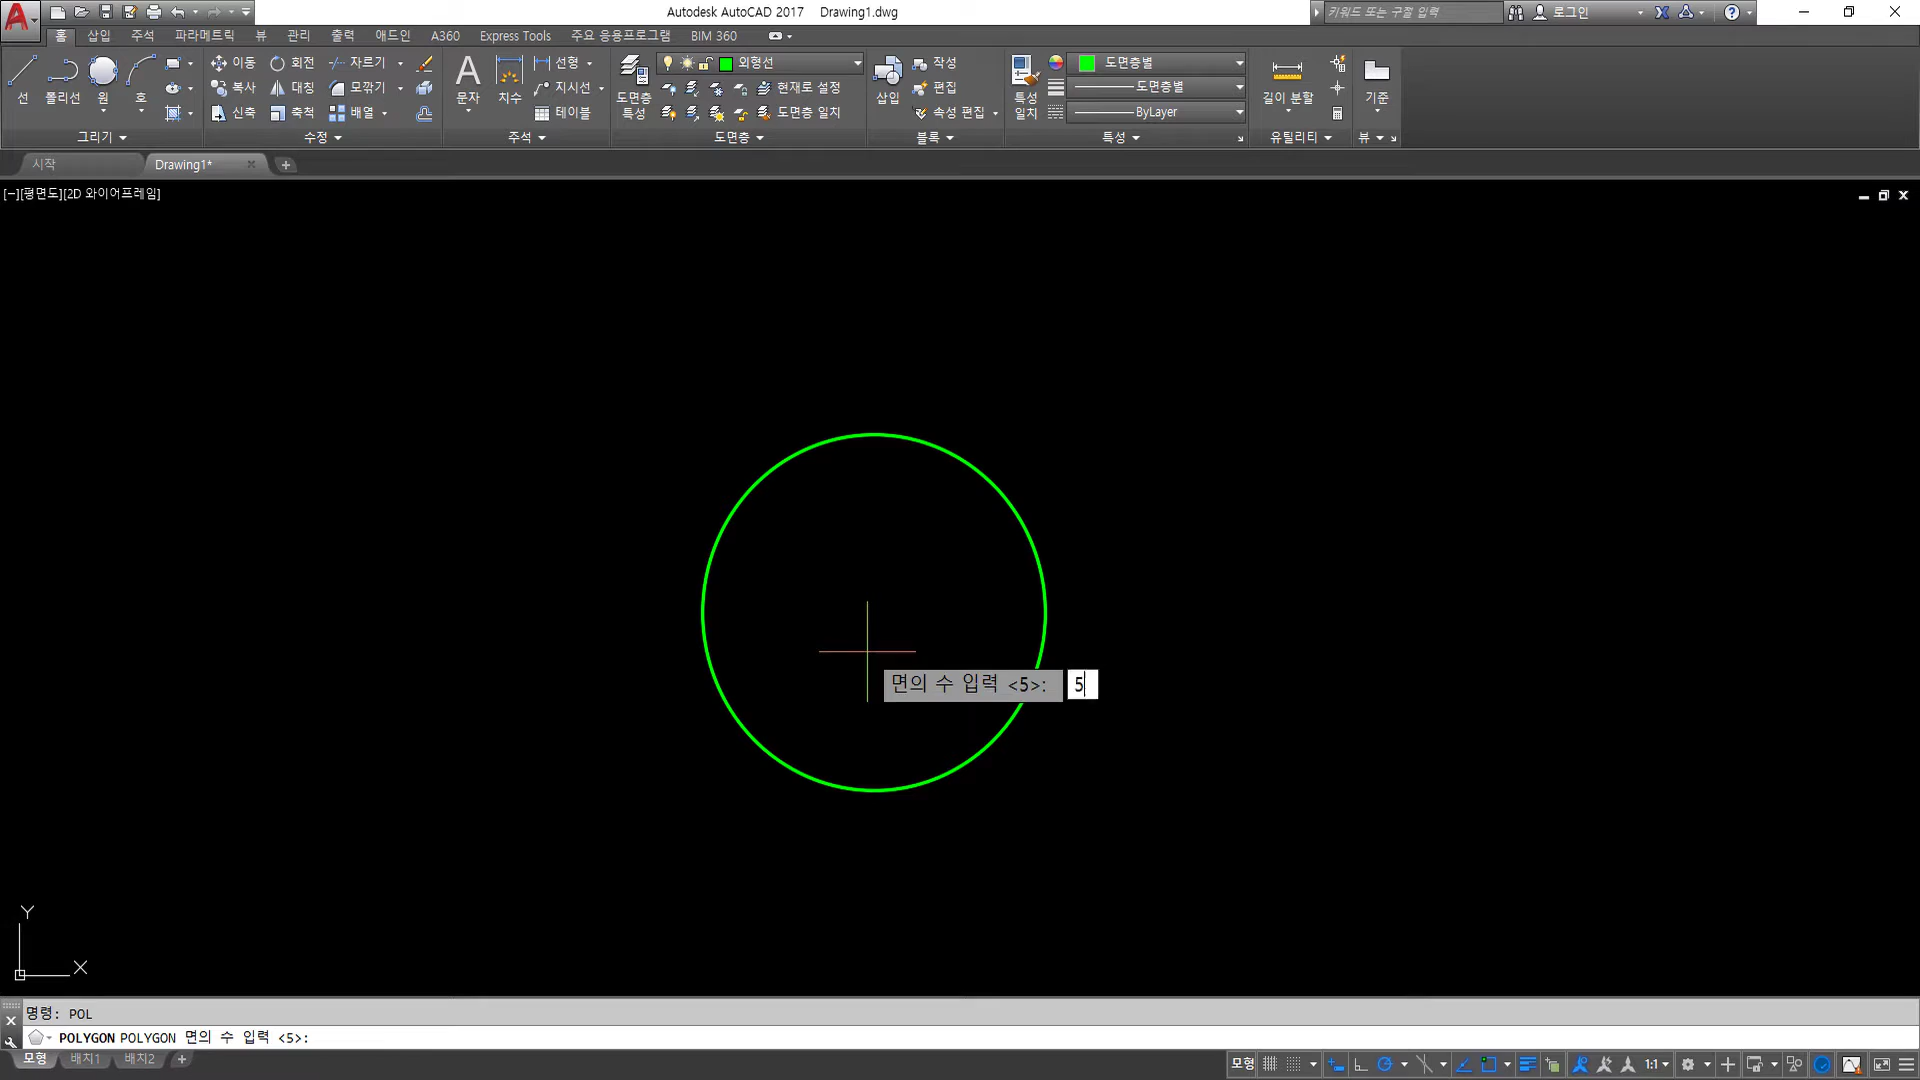 Autodesk AutoCAD 2017 Drawing1.dwg
키워드 또는 구절 입력
로그인
홈 삽입 주석 파라메트릭 뷰 관리 출력 애드인 A360 Express Tools 주요 응용프로그램 BIM 360
선 폴리선 원 호
이동 회전 자르기
복사 대칭 모깎기
신축 축척 배열
문자 치수
선형
지시선
테이블
도면층 특성
외형선
현재로 설정
도면층 일치
삽입
작성
편집
속성 편집
특성 일치
도면층별
도면층별
ByLayer
길이 분할
기준
그리기 수정 주석 도면층 블록 특성 유틸리티 뷰
시작 Drawing1*
[−][평면도][2D 와이어프레임]
면의 수 입력 <5>: 5
Y
X
명령: POL
POLYGON POLYGON 면의 수 입력 <5>:
모형 배치1 배치2
모형 1:1